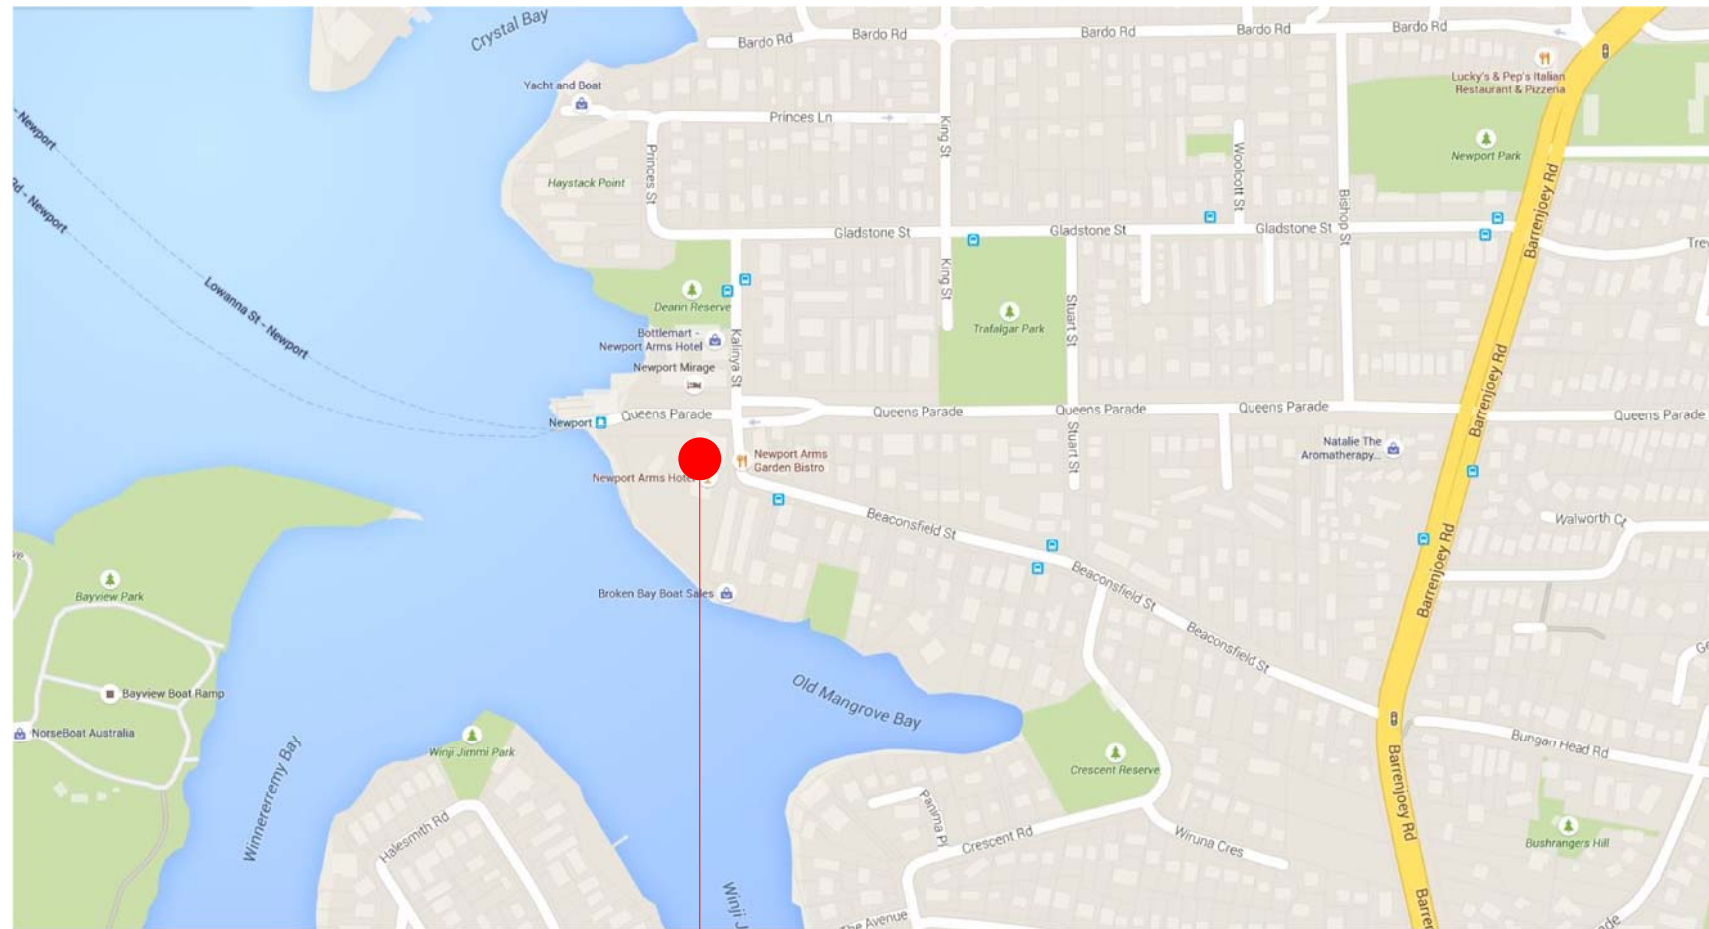 Crystal Bay
Bardo Rd
Bardo Rd
Bardo Rd
Bardo Rd
Bardo Rd
Lucky's & Pep's Italian
Restaurant & Pizzeria
Yacht and Boat
- Newport
Princes Ln
King St
Woolcott St
Newport Park
Princes St
Haystack Point
Rd - Newport
Barrenjoey Rd
Bishop St
Gladstone St
Gladstone St
Gladstone St
Lowanna St - Newport
Deann Reserve
King St
Stuart St
Trafalgar Park
Bottlemart -
Newport Arms Hotel
Kalinya St
Newport Mirage
Barrenjoey Rd
Newport
Queens Parade
Queens Parade
Queens Parade
Queens Parade
Queens Parade
Stuart St
Natalie The
Aromatherapy...
Newport Arms
Garden Bistro
Newport Arms Hotel
Beaconsfield St
Walworth Ct
Barrenjoey Rd
Bayview Park
Broken Bay Boat Sales
Beaconsfield St
Beaconsfield St
Bayview Boat Ramp
Old Mangrove Bay
NorseBoat Australia
Winnererremy Bay
Winji Jimmi Park
Crescent Reserve
Bungan Head Rd
Barrenjoey Rd
Halesmith Rd
Panima Pl
Crescent Rd
Wiruna Cres
Bushrangers Hill
Winji J
The Avenue